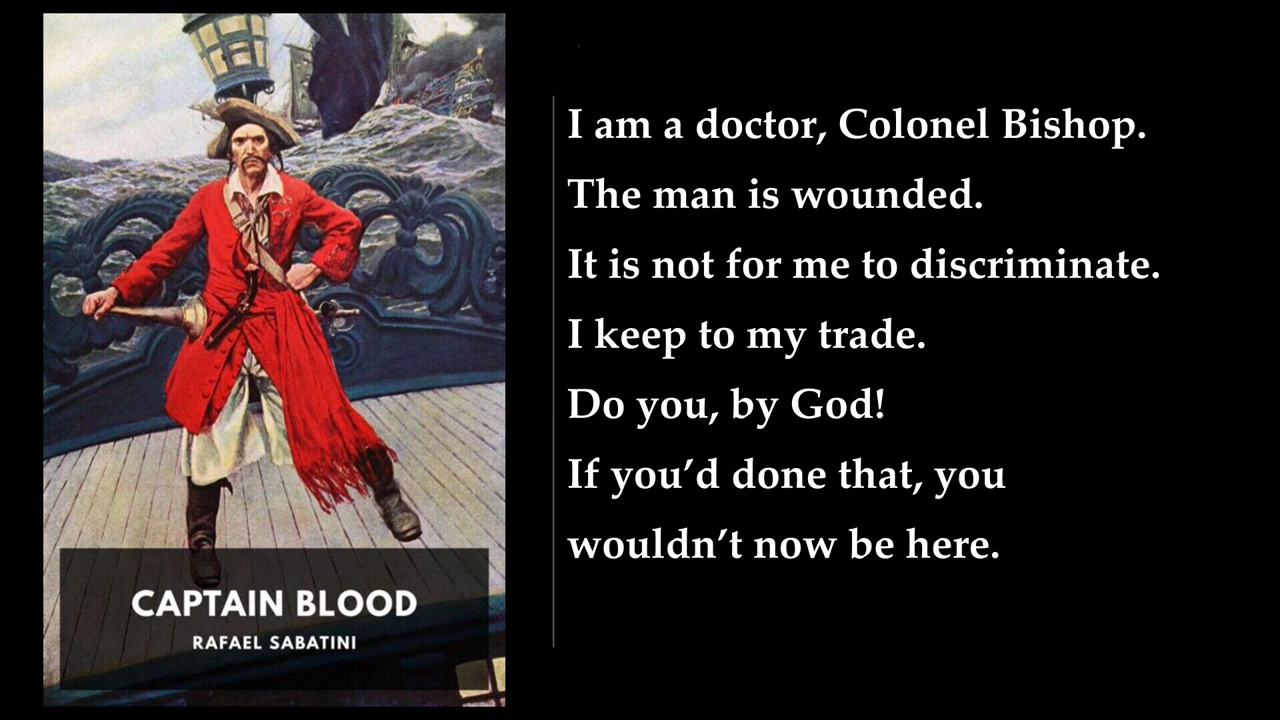 CAPTAIN BLOOD
RAFAEL SABATINI
I am a doctor, Colonel Bishop.
The man is wounded.
It is not for me to discriminate.
I keep to my trade.
Do you, by God!
If you’d done that, you
wouldn’t now be here.